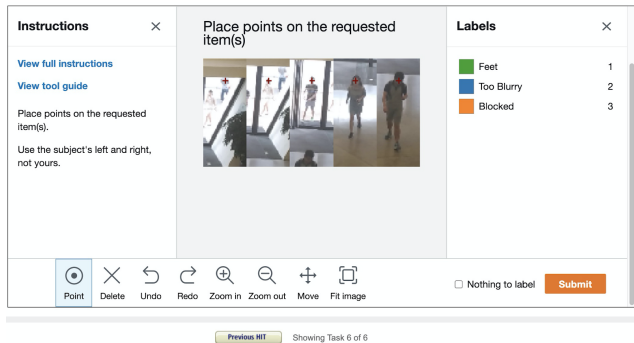 Instructions ×
View full instructions
View tool guide
Place points on the requested
item(s).
Use the subject's left and right,
not yours.
Place points on the requested
item(s)
Labels ×
Feet 1
Too Blurry 2
Blocked 3
Point Delete Undo Redo Zoom in Zoom out Move Fit image
Nothing to label Submit
Previous HIT Showing Task 6 of 6